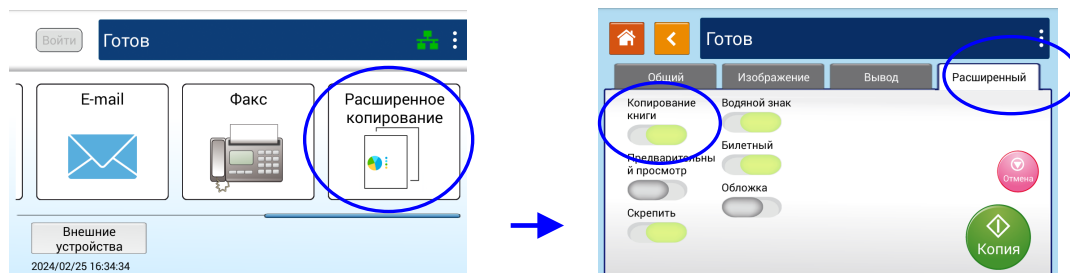 Войти
Готов
E-mail
Факс
Расширенное
копирование
Внешние
устройства
2024/02/25 16:34:34
Готов
Общий
Изображение
Вывод
Расширенный
Копирование
книги
Водяной знак
Предварительны
й просмотр
Билетный
Скрепить
Обложка
Отмена
Копия